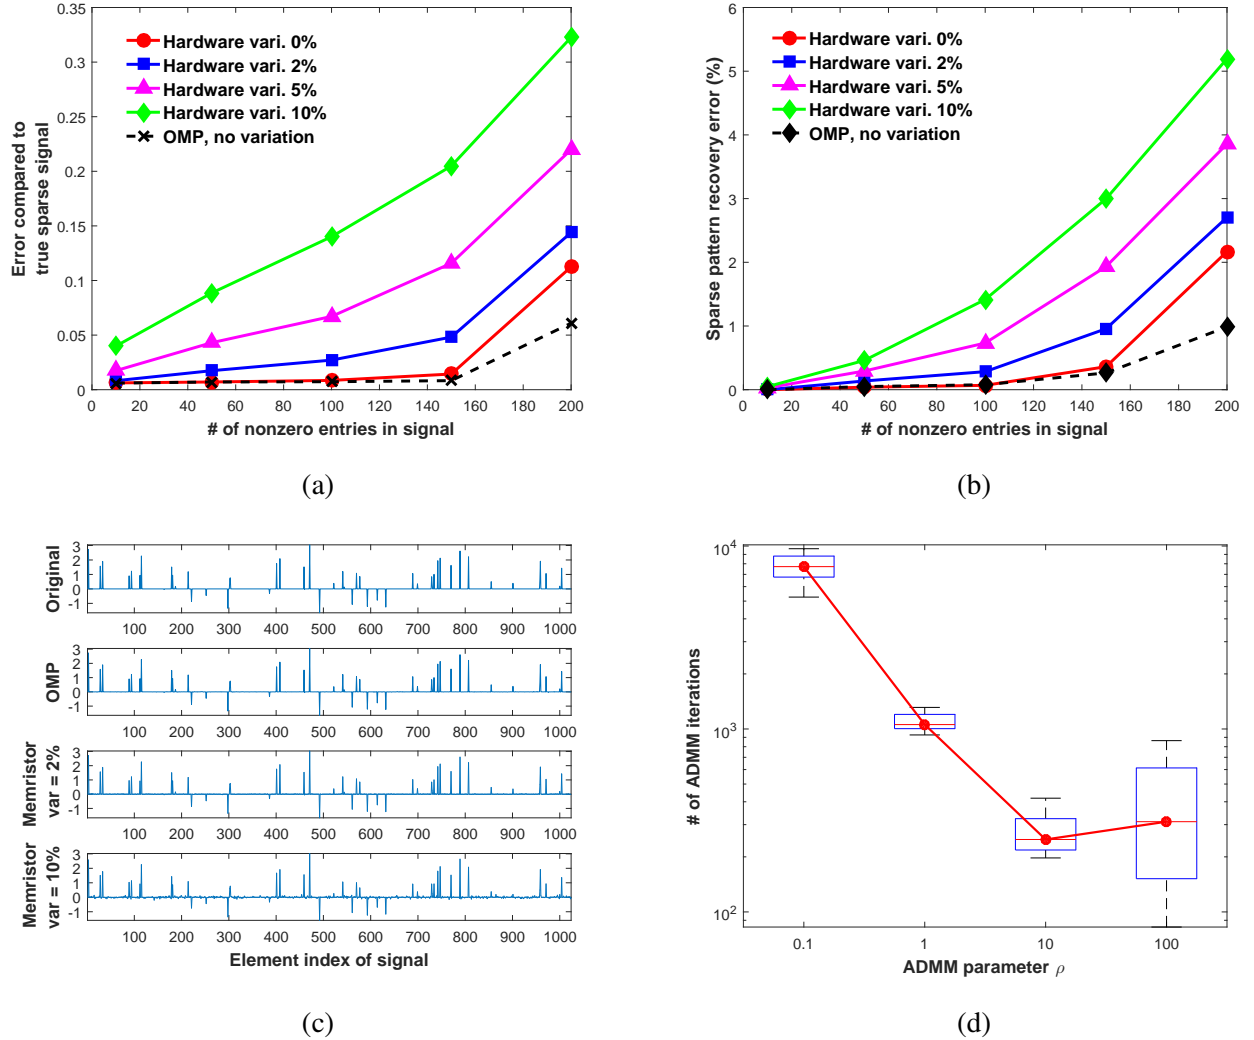 0.35
0.3
0.25
0.2
0.15
0.1
0.05
0
Error compared to
true sparse signal
Hardware vari. 0%
Hardware vari. 2%
Hardware vari. 5%
Hardware vari. 10%
OMP, no variation
0 20 40 60 80 100 120 140 160 180 200
# of nonzero entries in signal
(a)
6
5
4
3
2
1
0
Sparse pattern recovery error (%)
Hardware vari. 0%
Hardware vari. 2%
Hardware vari. 5%
Hardware vari. 10%
OMP, no variation
0 20 40 60 80 100 120 140 160 180 200
# of nonzero entries in signal
(b)
Original
3
2
1
0
-1
100 200 300 400 500 600 700 800 900 1000
OMP
3
2
1
0
-1
100 200 300 400 500 600 700 800 900 1000
Memristor
var = 2%
3
2
1
0
-1
100 200 300 400 500 600 700 800 900 1000
Memristor
var = 10%
3
2
1
0
-1
100 200 300 400 500 600 700 800 900 1000
Element index of signal
(c)
10^4
10^3
10^2
# of ADMM iterations
0.1 1 10 100
ADMM parameter ρ
(d)